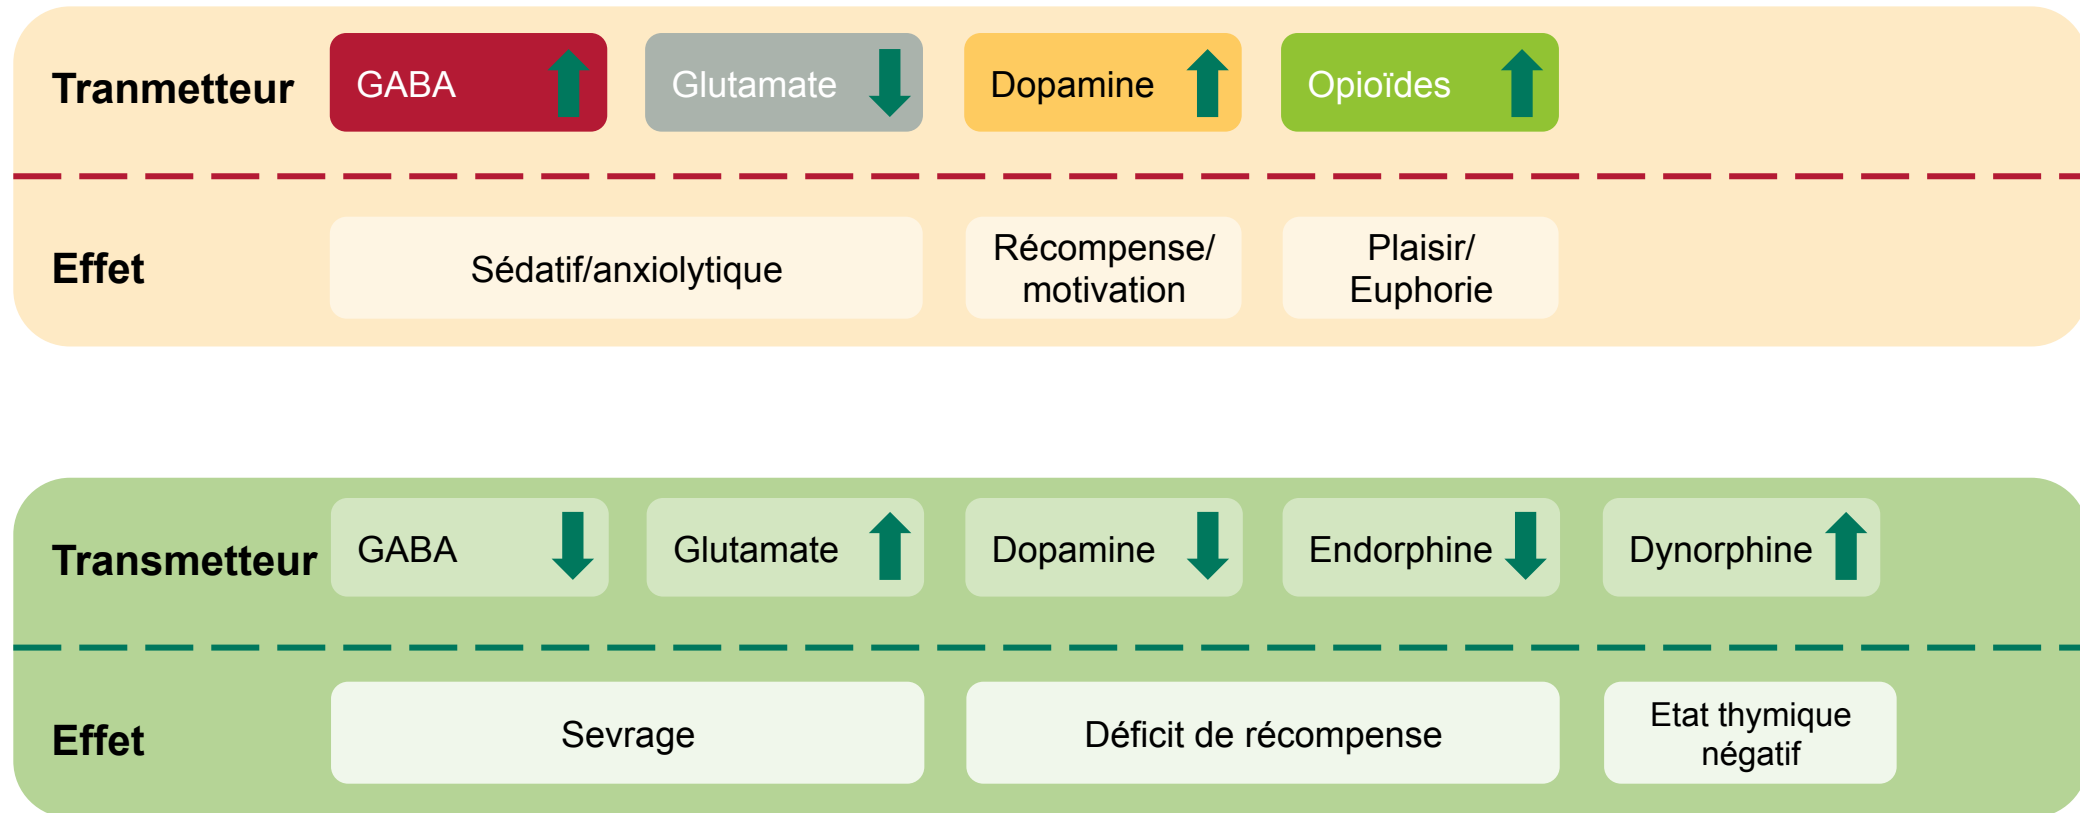 Tranmetteur
GABA
Glutamate
Dopamine
Opioïdes
Effet
Sédatif/anxiolytique
Récompense/
motivation
Plaisir/
Euphorie
Transmetteur
GABA
Glutamate
Dopamine
Endorphine
Dynorphine
Effet
Sevrage
Déficit de récompense
Etat thymique
négatif